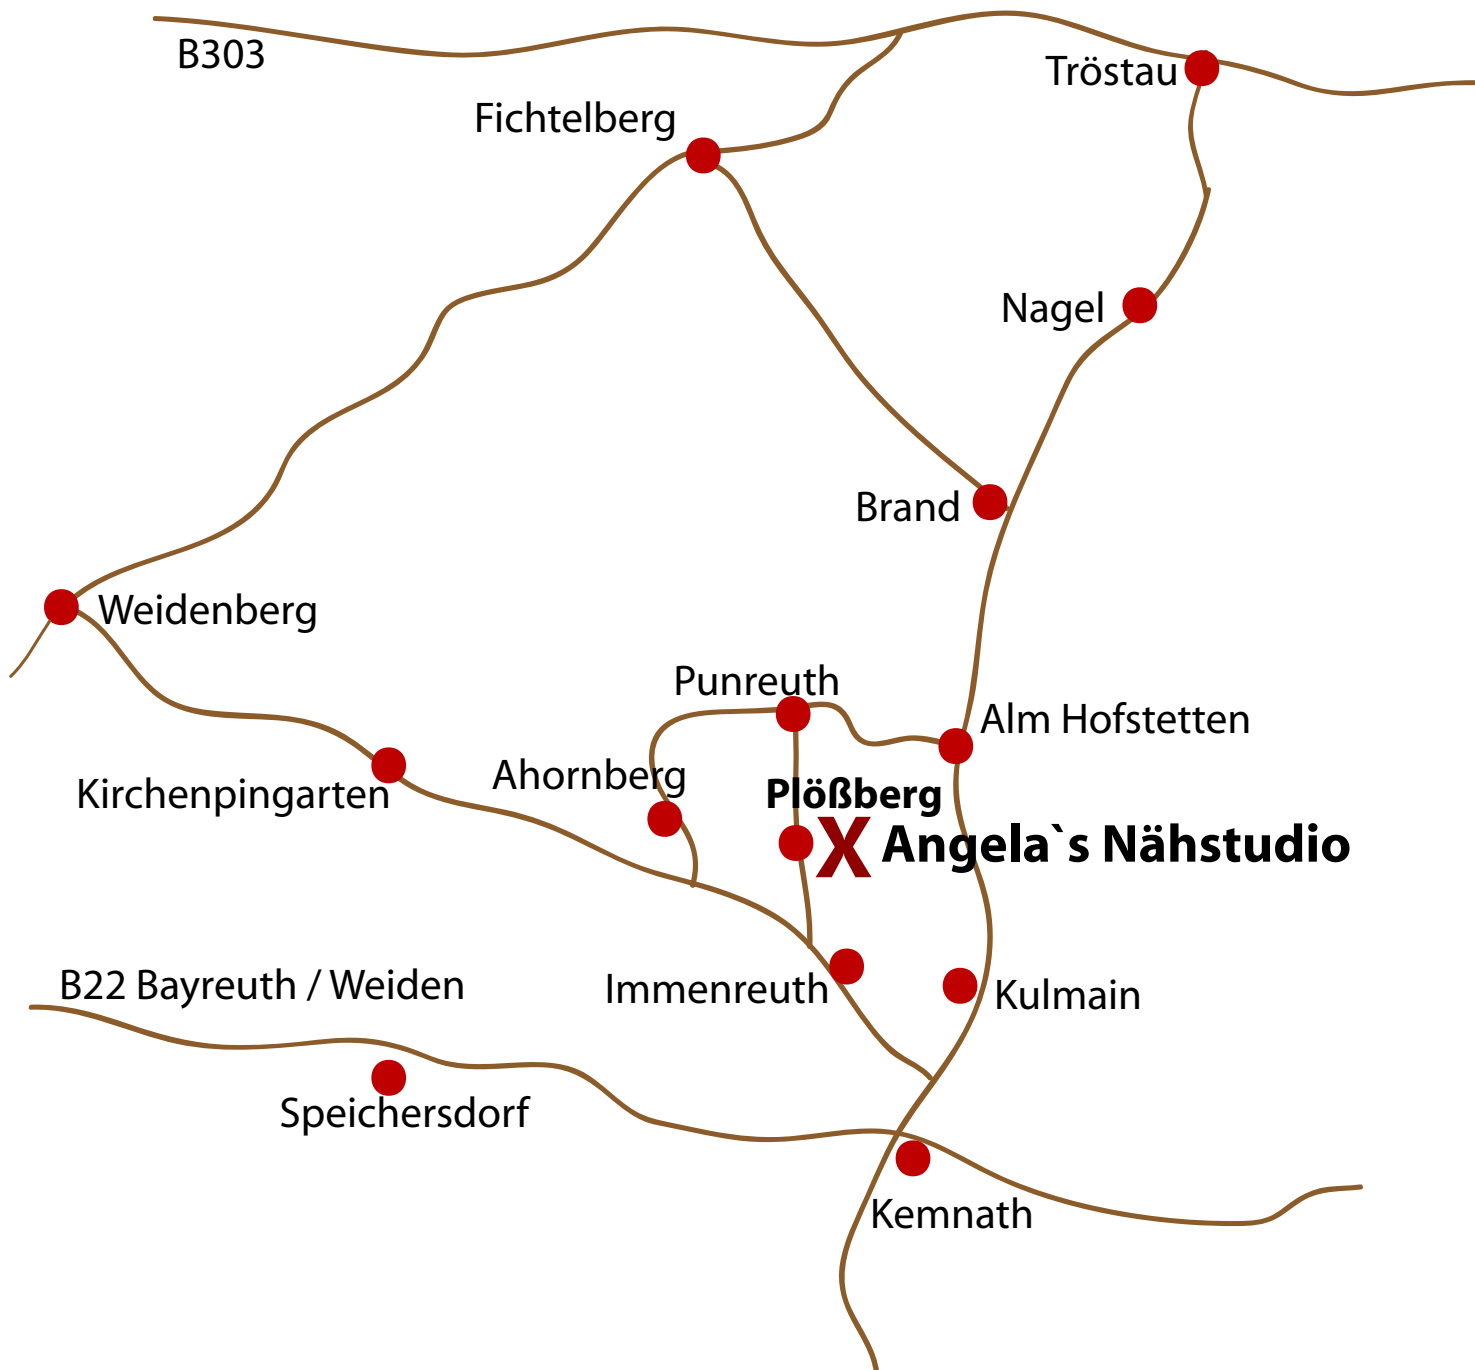 B303
Tröstau
Fichtelberg
Nagel
Brand
Weidenberg
Punreuth
Alm Hofstetten
Ahornberg
Kirchenpingarten
Plößberg
X Angela`s Nähstudio
B22 Bayreuth / Weiden
Immenreuth
Kulmain
Speichersdorf
Kemnath